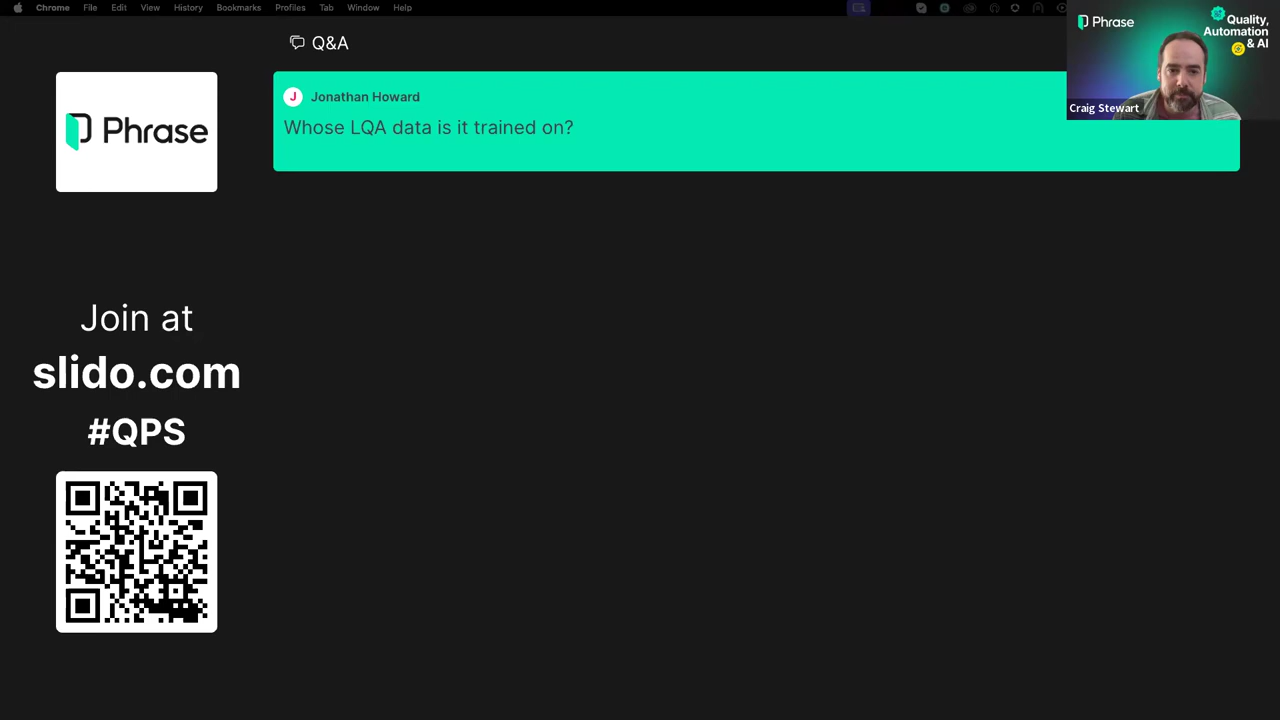 Chrome File Edit View History Bookmarks Profiles Tab Window Help
Phrase
Quality,
Automation
& AI
Craig Stewart
Q&A
Phrase
J Jonathan Howard
Whose LQA data is it trained on?
Join at
slido.com
#QPS